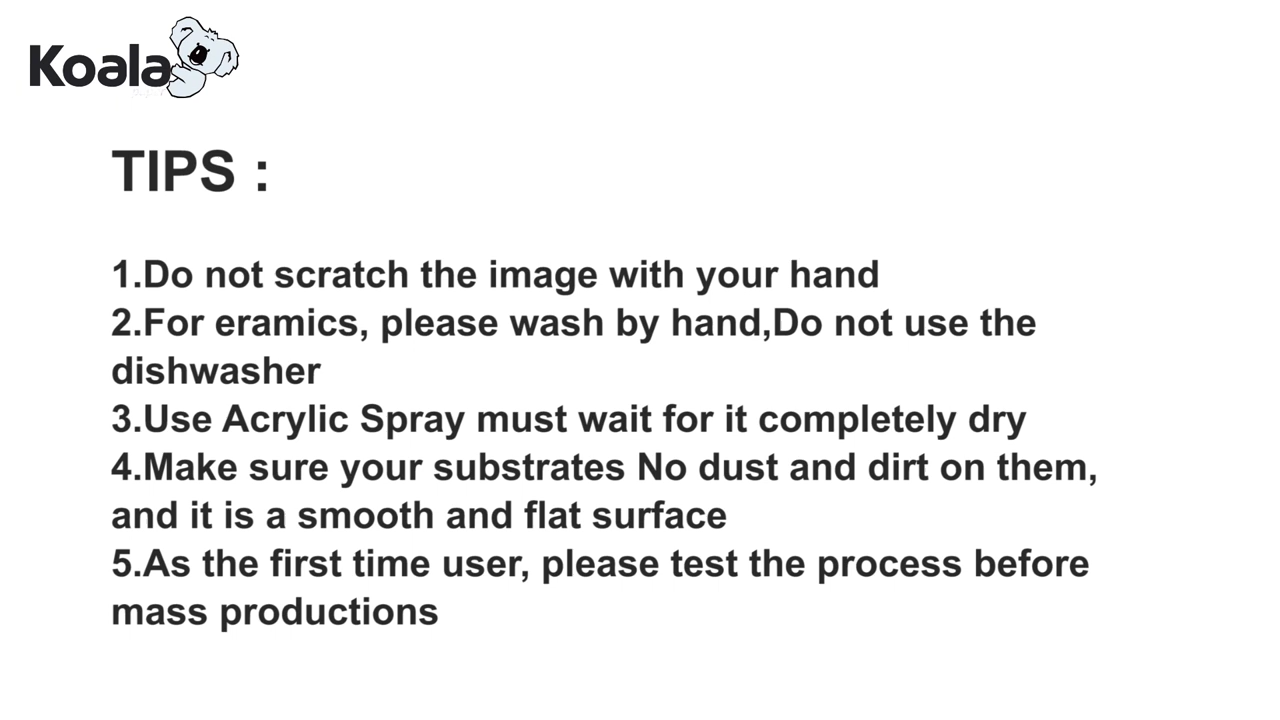 Koala
TIPS :
1.Do not scratch the image with your hand
2.For eramics, please wash by hand,Do not use the
dishwasher
3.Use Acrylic Spray must wait for it completely dry
4.Make sure your substrates No dust and dirt on them,
and it is a smooth and flat surface
5.As the first time user, please test the process before
mass productions